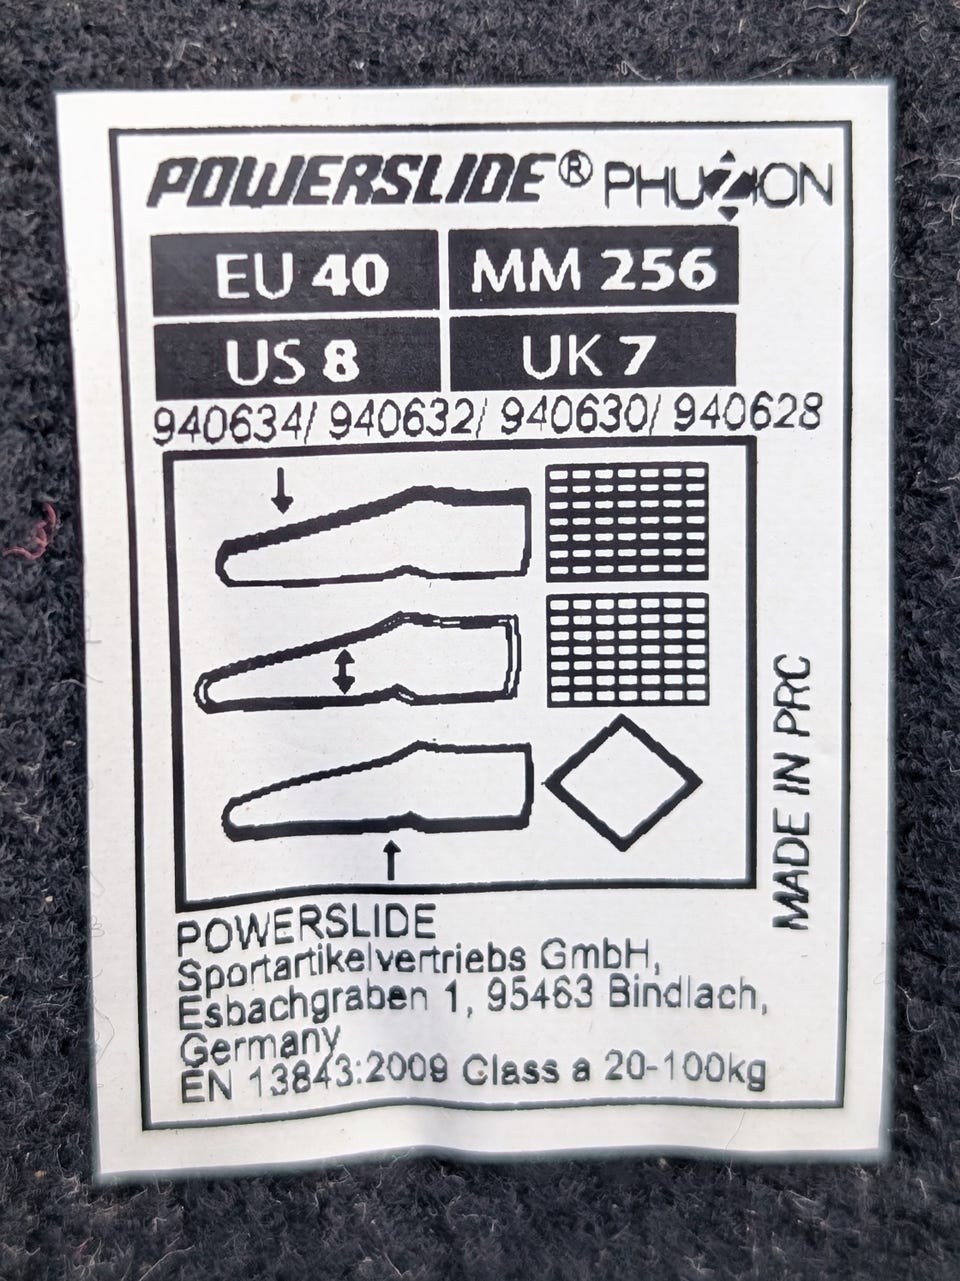 POWERSLIDE® PHUZION
EU 40 MM 256
US 8 UK 7
940634/ 940632/ 940630/ 940628
MADE IN PRC
POWERSLIDE
Sportartikelvertriebs GmbH,
Esbachgraben 1, 95463 Bindlach,
Germany
EN 13843:2009 Class a 20-100kg